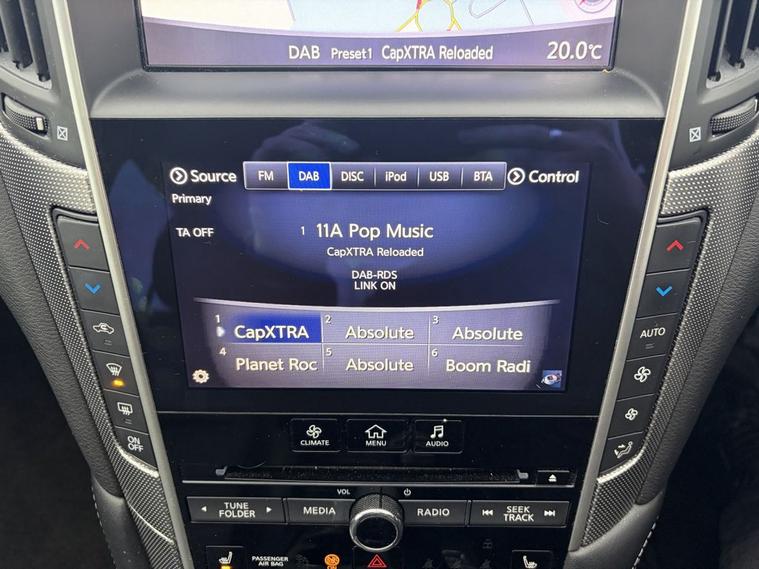 DAB Preset1 CapXTRA Reloaded 20.0℃
Source FM DAB DISC iPod USB BTA Control
Primary
TA OFF
1 11A Pop Music
CapXTRA Reloaded
DAB-RDS
LINK ON
1 CapXTRA 2 Absolute 3 Absolute
4 Planet Roc 5 Absolute 6 Boom Radi
AUTO
ON
OFF
CLIMATE MENU AUDIO
VOL
TUNE
FOLDER
MEDIA RADIO
SEEK
TRACK
PASSENGER
AIR BAG